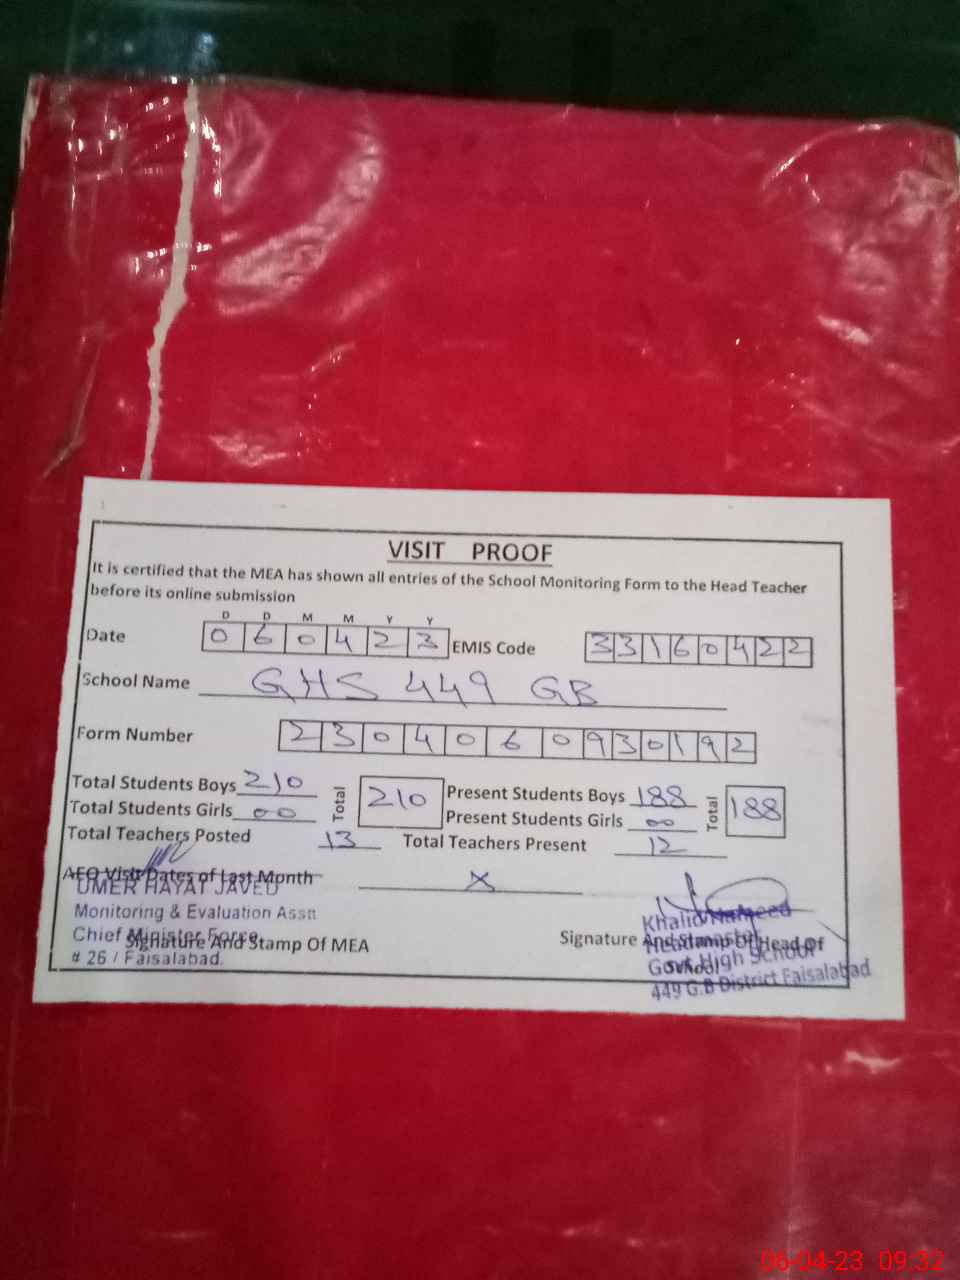 VISIT PROOF
It is certified that the MEA has shown all entries of the School Monitoring Form to the Head Teacher
before its online submission
D D M M Y Y
Date 060423 EMIS Code 33160422
School Name GHS 449 GB
Form Number 2304060930192
Total Students Boys 210 Total 210 Present Students Boys 188 Total 188
Total Students Girls 00 Present Students Girls 00
Total Teachers Posted 13 Total Teachers Present 12
AEO Visit Dates of Last Month X
UMER HAYAT JAVED
Monitoring & Evaluation Asstt
Chief Minister Force
Signature And Stamp Of MEA
# 26 / Faisalabad.
Signature And Stamp Of Head Of
School
Khalid
Headmaster
Govt. High School
449 G.B District Faisalabad
06-04-23 09:32